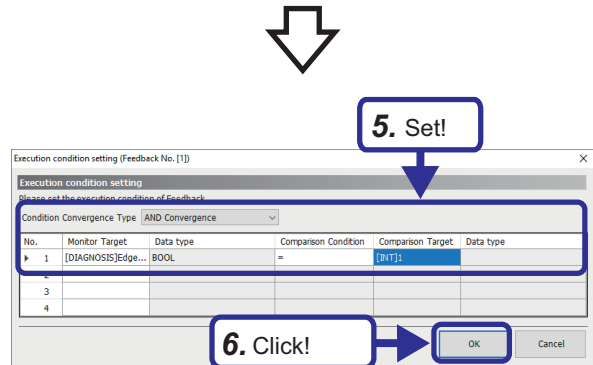 5. Set!
Execution condition setting (Feedback No. [1])
Execution condition setting
Please set the execution condition of Feedback
Condition Convergence Type AND Convergence
No. Monitor Target Data type Comparison Condition Comparison Target Data type
1 [DIAGNOSIS]Edge... BOOL = [INT]1
2
3
4
6. Click!
OK Cancel